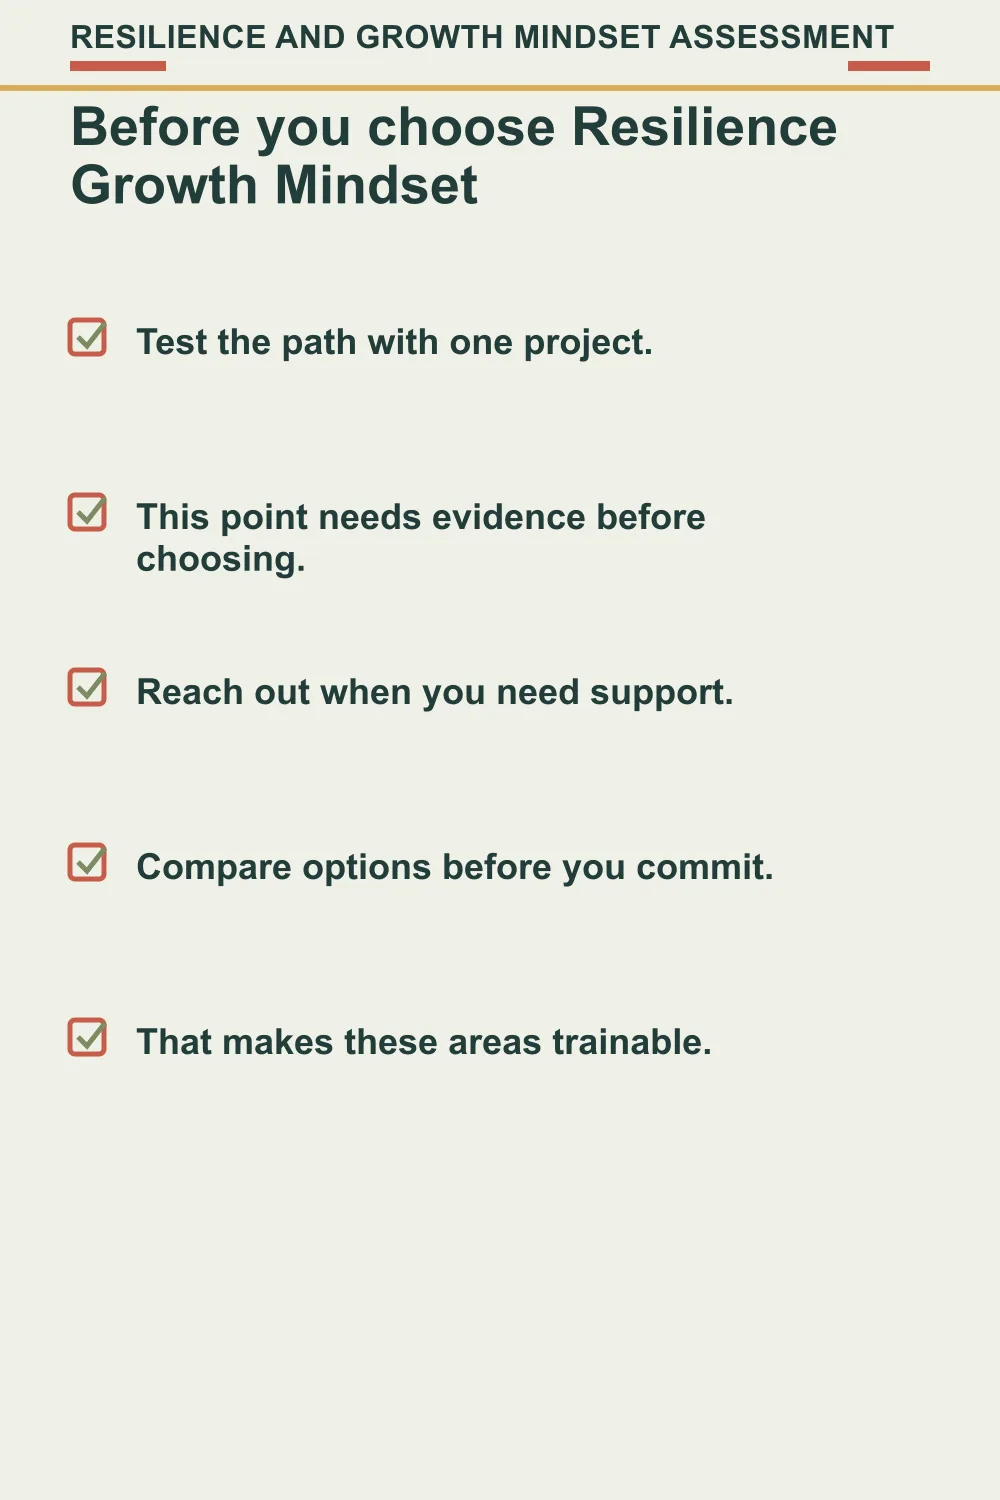 RESILIENCE AND GROWTH MINDSET ASSESSMENT
Before you choose Resilience
Growth Mindset
Test the path with one project.
This point needs evidence before
choosing.
Reach out when you need support.
Compare options before you commit.
That makes these areas trainable.